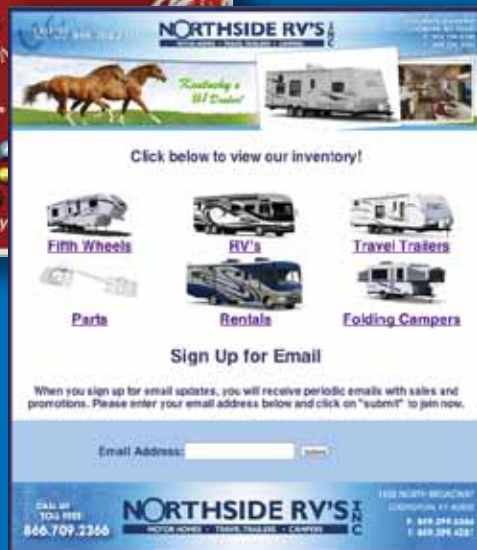 NORTHSIDE RV'S INC
MOTOR HOMES • TRAVEL TRAILERS • CAMPERS
Kentucky's
#1 Dealer!
Click below to view our inventory!
Fifth Wheels
RV's
Travel Trailers
Parts
Rentals
Folding Campers
Sign Up for Email
When you sign up for email updates, you will receive periodic emails with sales and
promotions. Please enter your email address below and click on "submit" to join now.
Email Address:
CALL US
TOLL FREE
866.709.2366
NORTHSIDE RV'S INC
MOTOR HOMES • TRAVEL TRAILERS • CAMPERS
NORTH BROADWAY